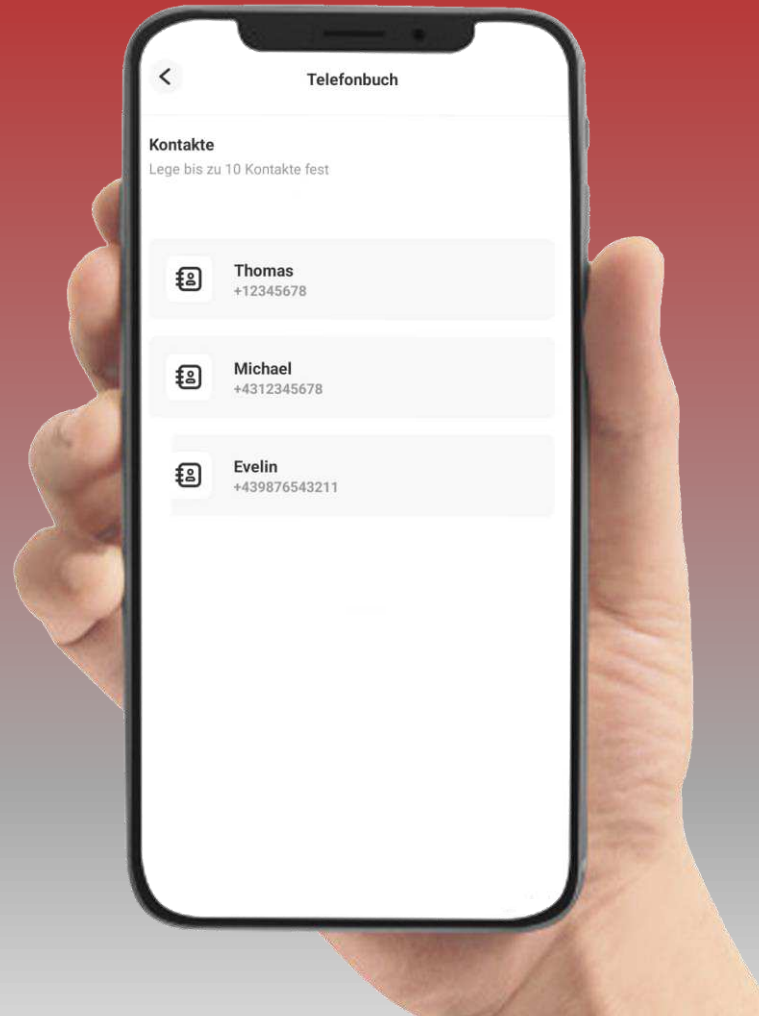 Telefonbuch
Kontakte
Lege bis zu 10 Kontakte fest
Thomas
+12345678
Michael
+4312345678
Evelin
+439876543211